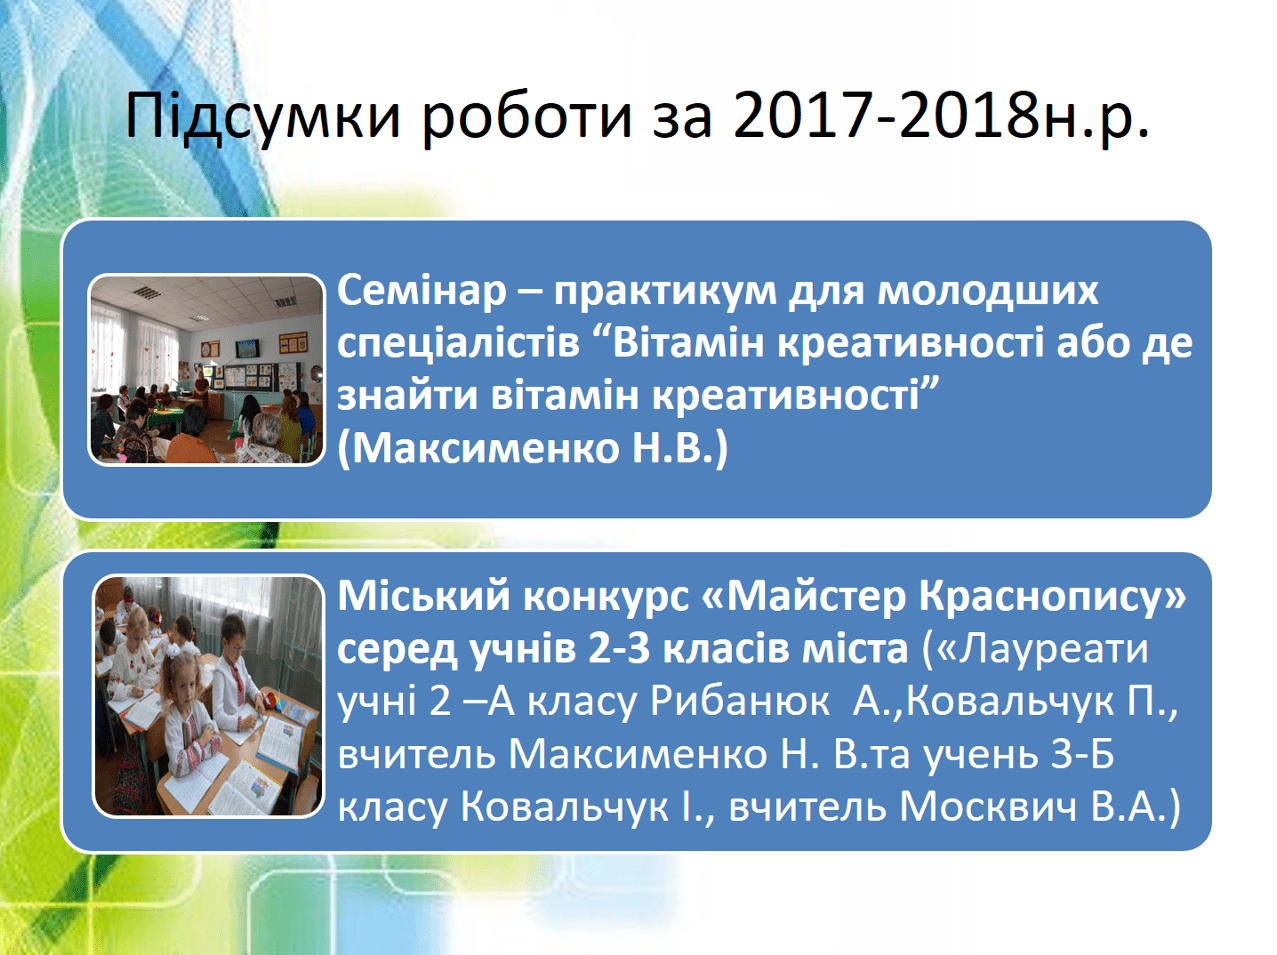 Підсумки роботи за 2017-2018н.р.
Семінар – практикум для молодших
спеціалістів “Вітамін креативності або де
знайти вітамін креативності”
(Максименко Н.В.)
Міський конкурс «Майстер Краснопису»
серед учнів 2-3 класів міста («Лауреати
учні 2 –А класу Рибанюк  А.,Ковальчук П.,
вчитель Максименко Н. В.та учень 3-Б
класу Ковальчук І., вчитель Москвич В.А.)